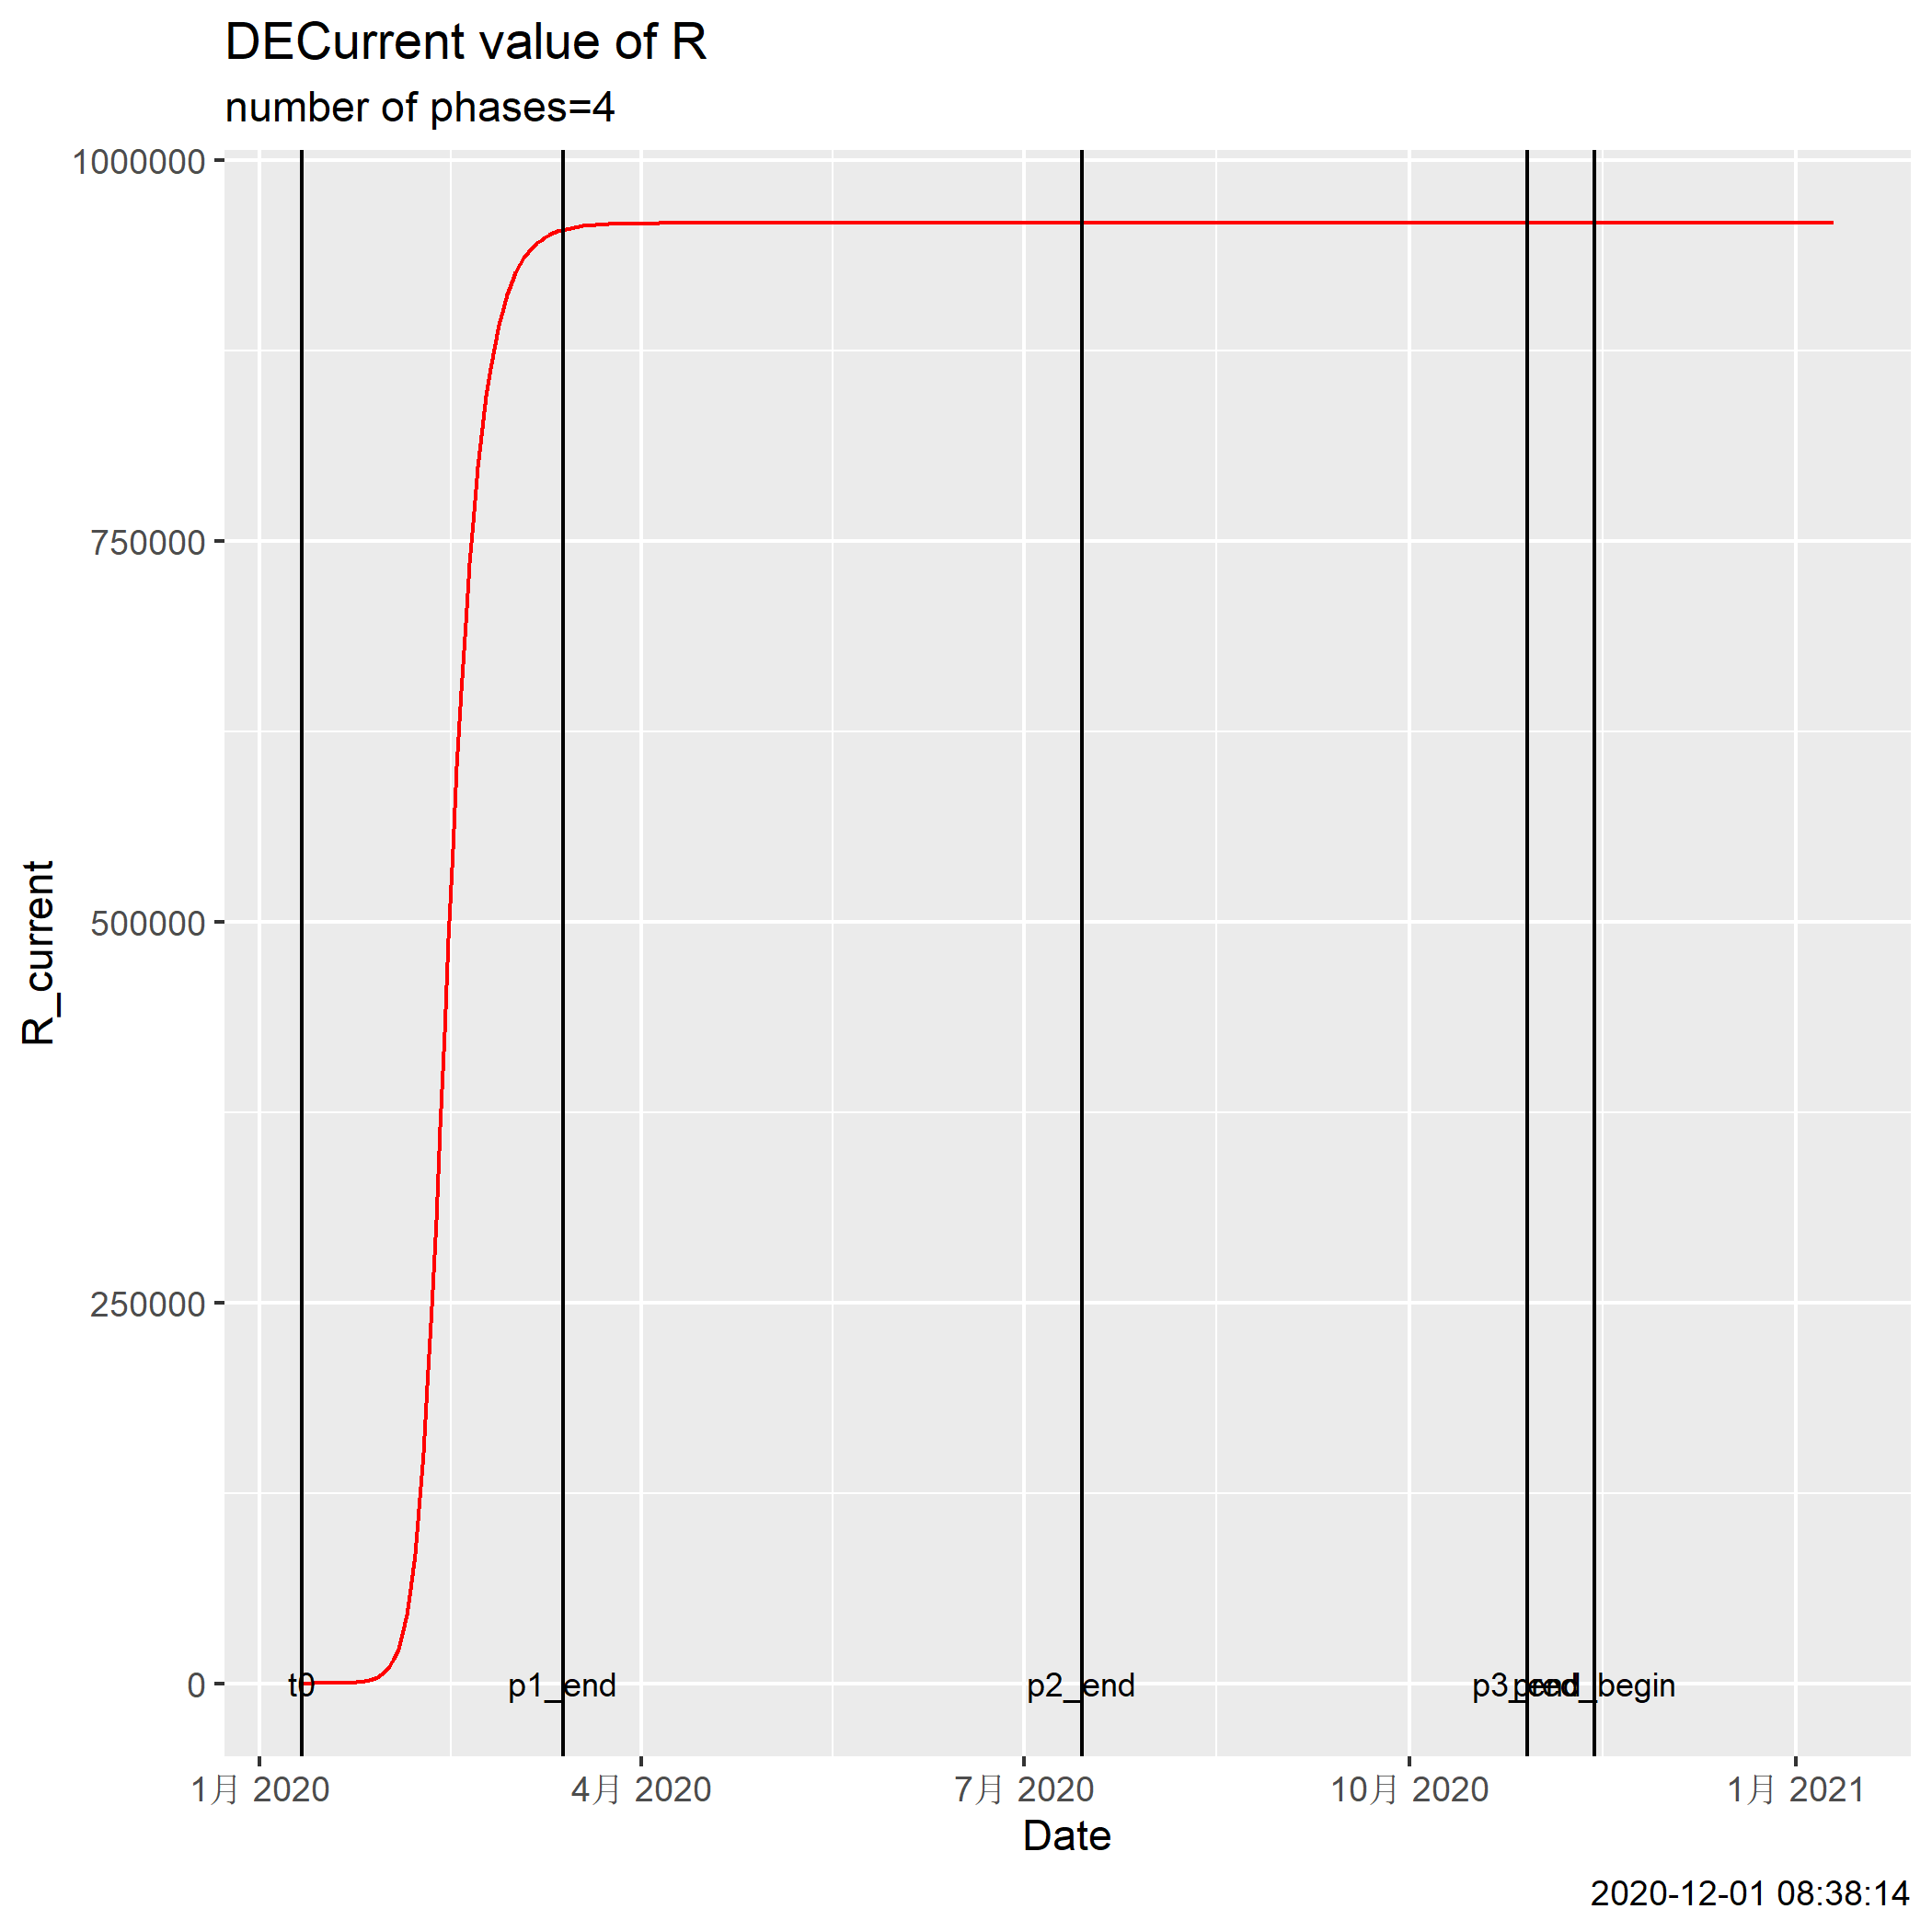 DECurrent value of R
number of phases=4
1000000
750000
500000
250000
0
R_current
t0
p1_end
p2_end
p3_end
pred_begin
1月 2020
4月 2020
7月 2020
10月 2020
1月 2021
Date
2020-12-01 08:38:14